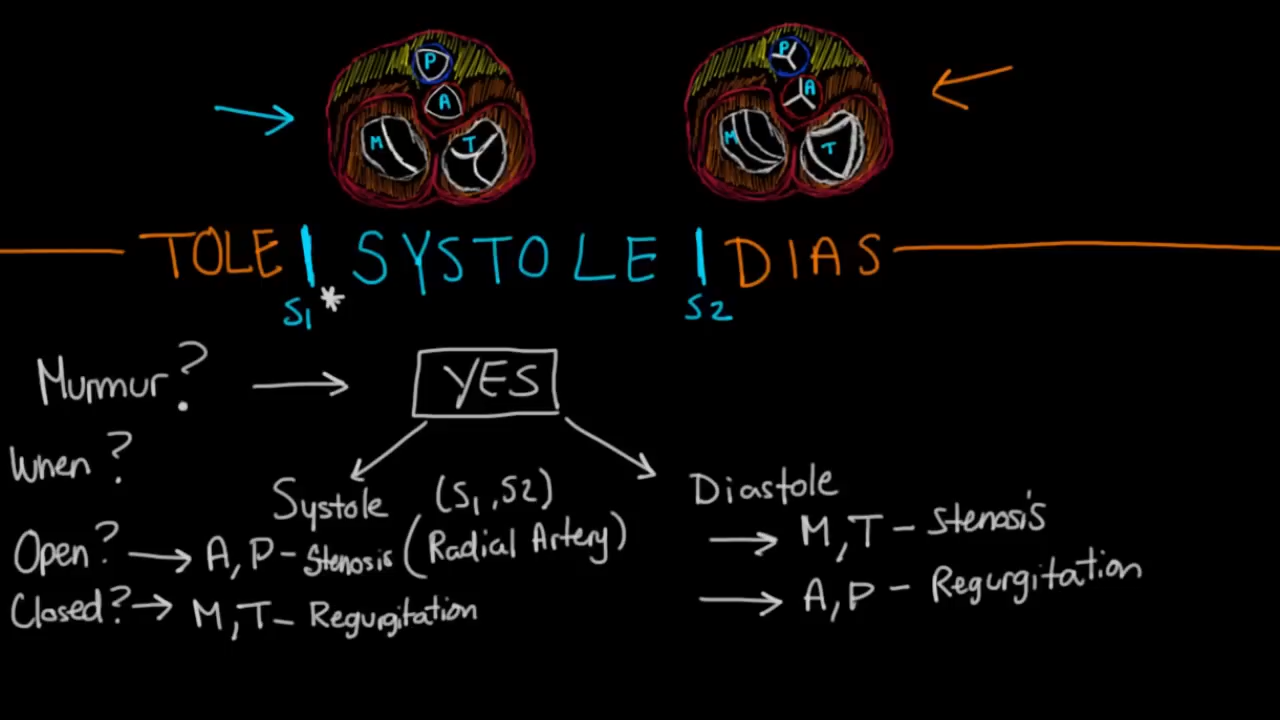 P
A
M T
P
A
M
T
TOLE | SYSTOLE | DIAS
S1 * S2
Murmur? → YES
When?
Systole (S1, S2) Diastole
Open? → A, P - Stenosis (Radial Artery) → M, T - Stenosis
Closed? → M, T - Regurgitation → A, P - Regurgitation